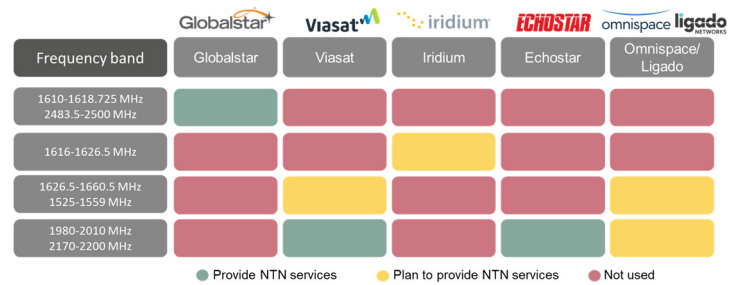 Globalstar Viasat iridium ECHOSTAR omnispace ligado
NETWORKS
Frequency band Globalstar Viasat Iridium Echostar Omnispace/
Ligado
1610-1618.725 MHz
2483.5-2500 MHz
1616-1626.5 MHz
1626.5-1660.5 MHz
1525-1559 MHz
1980-2010 MHz
2170-2200 MHz
Provide NTN services Plan to provide NTN services Not used